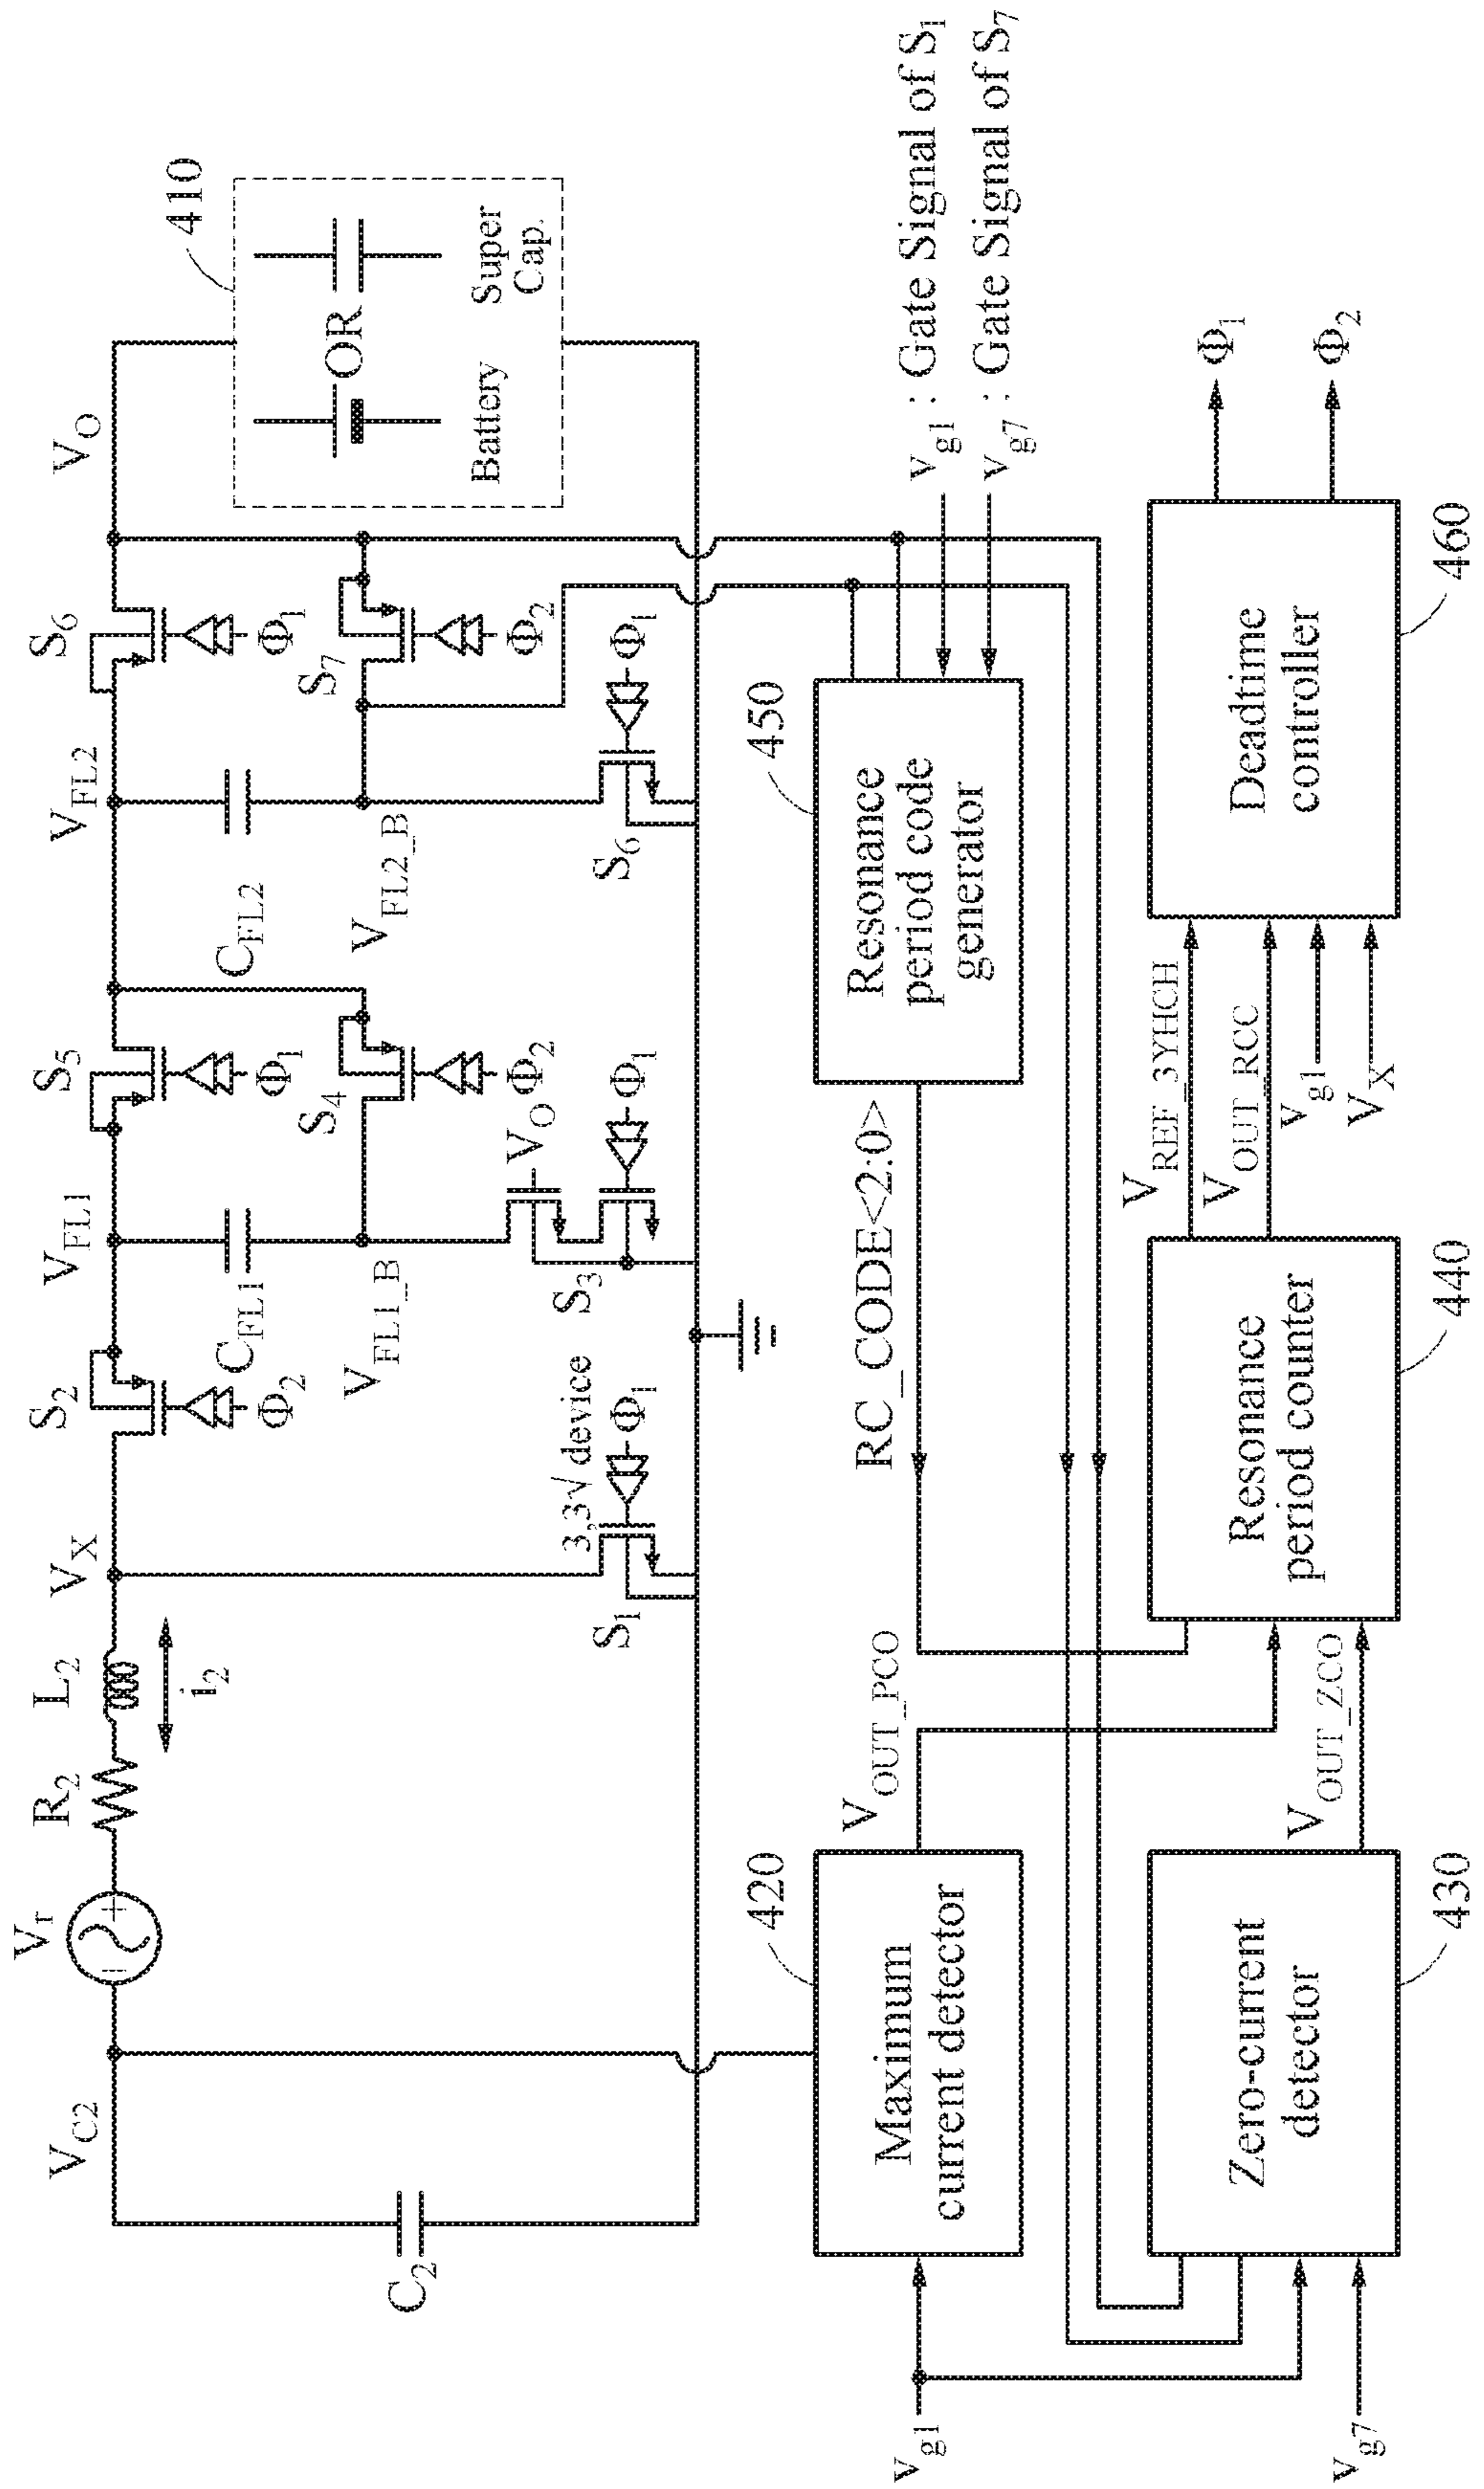 V_C2
V_r
R_2
L_2
i_2
V_X
S_2
Φ_2
V_FL1
C_FL1
V_FL1_B
S_5
Φ_1
S_4
Φ_2
V_FL2
C_FL2
V_FL2_B
S_6
Φ_1
S_7
Φ_2
V_O
410
OR
Battery
Super
Cap.
C_2
3,3√ device
S_1
Φ_1
S_3
V_O
Φ_1
S_6
Φ_1
420
Maximum
current detector
V_OUT_PCO
RC_CODE<2:0>
450
Resonance
period code
generator
v_g1 : Gate Signal of S_1
v_g7 : Gate Signal of S_7
v_g1
v_g7
Zero-current
detector
430
V_OUT_ZCO
Resonance
period counter
440
V_REF_3YHCH
V_OUT_RCC
v_g1
V_X
Deadtime
controller
460
Φ_1
Φ_2